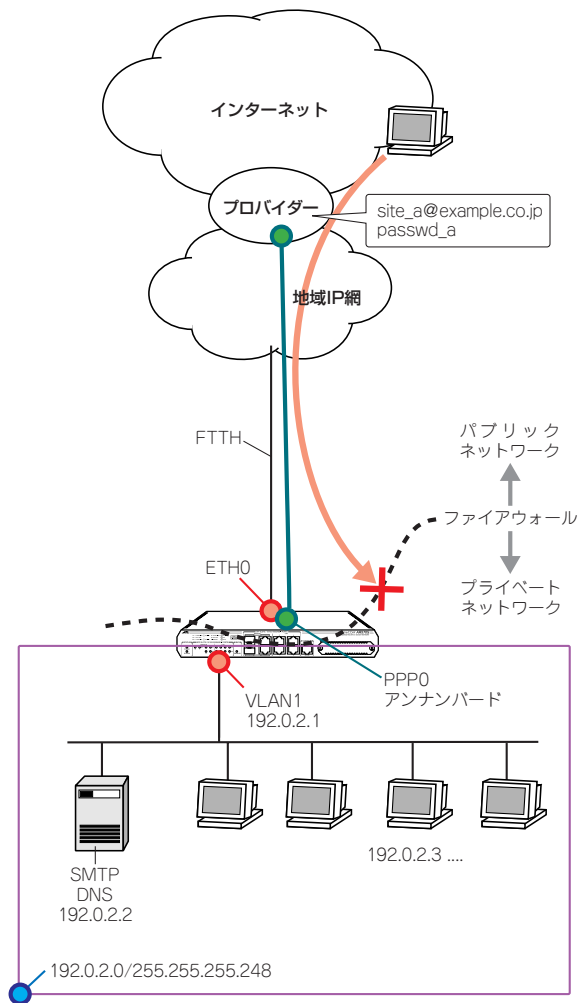 インターネット
プロバイダー
site_a@example.co.jp
passwd_a
地域IP網
FTTH
パブリック
ネットワーク
ファイアウォール
プライベート
ネットワーク
ETH0
PPP0
アンナンバード
VLAN1
192.0.2.1
SMTP
DNS
192.0.2.2
192.0.2.3 ....
192.0.2.0/255.255.255.248